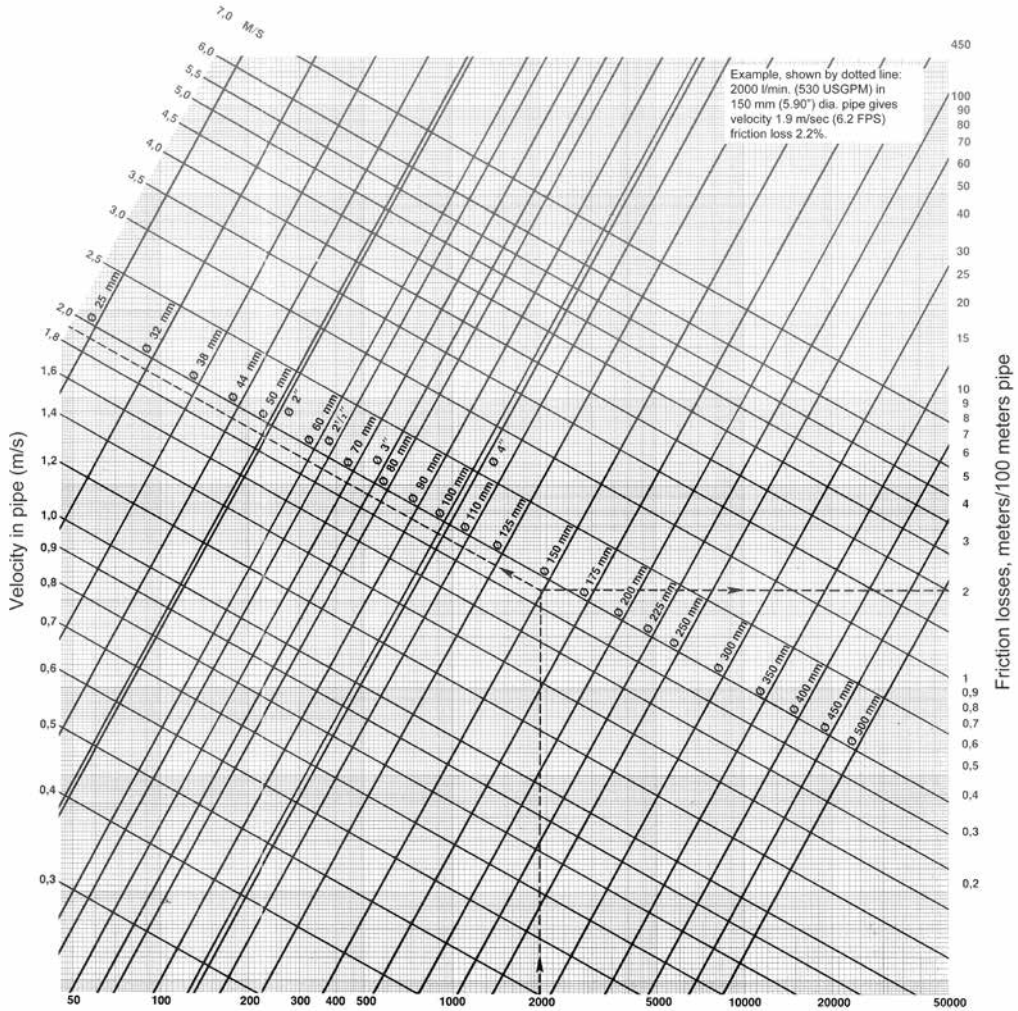 7,0 M/S
6,0
5,5
5,0
4,5
4,0
3,5
3,0
2,5
2,0
1,8
1,6
1,4
1,2
1,0
0,9
0,8
0,7
0,6
0,5
0,4
0,3
Velocity in pipe (m/s)
Example, shown by dotted line:
2000 l/min. (530 USGPM) in
150 mm (5.90") dia. pipe gives
velocity 1.9 m/sec (6.2 FPS)
friction loss 2.2%.
Ø 25 mm
Ø 32 mm
Ø 38 mm
Ø 44 mm
Ø 50 mm
Ø 2"
Ø 60 mm
Ø 2 1/2"
Ø 70 mm
Ø 3"
Ø 80 mm
Ø 90 mm
Ø 100 mm
Ø 110 mm
Ø 4"
Ø 125 mm
Ø 150 mm
Ø 175 mm
Ø 200 mm
Ø 225 mm
Ø 250 mm
Ø 300 mm
Ø 350 mm
Ø 400 mm
Ø 450 mm
Ø 500 mm
450
100
90
80
70
60
50
40
30
25
20
15
10
9
8
7
6
5
4
3
2
1
0,9
0,8
0,7
0,6
0,5
0,4
0,3
0,2
Friction losses, meters/100 meters pipe
50 100 200 300 400 500 1000 2000 5000 10000 20000 50000